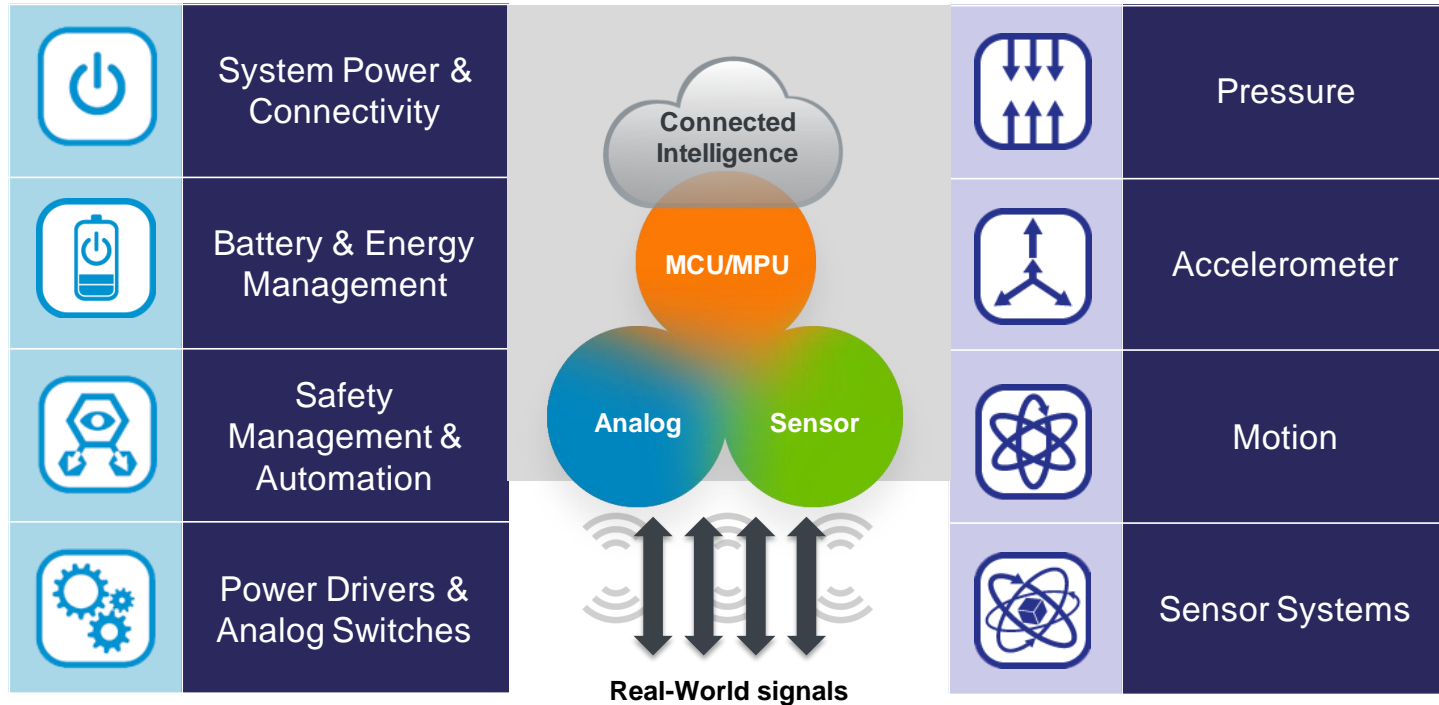 System Power &
Connectivity
Battery & Energy
Management
Safety
Management &
Automation
Power Drivers &
Analog Switches
Connected
Intelligence
MCU/MPU
Analog
Sensor
Real-World signals
Pressure
Accelerometer
Motion
Sensor Systems